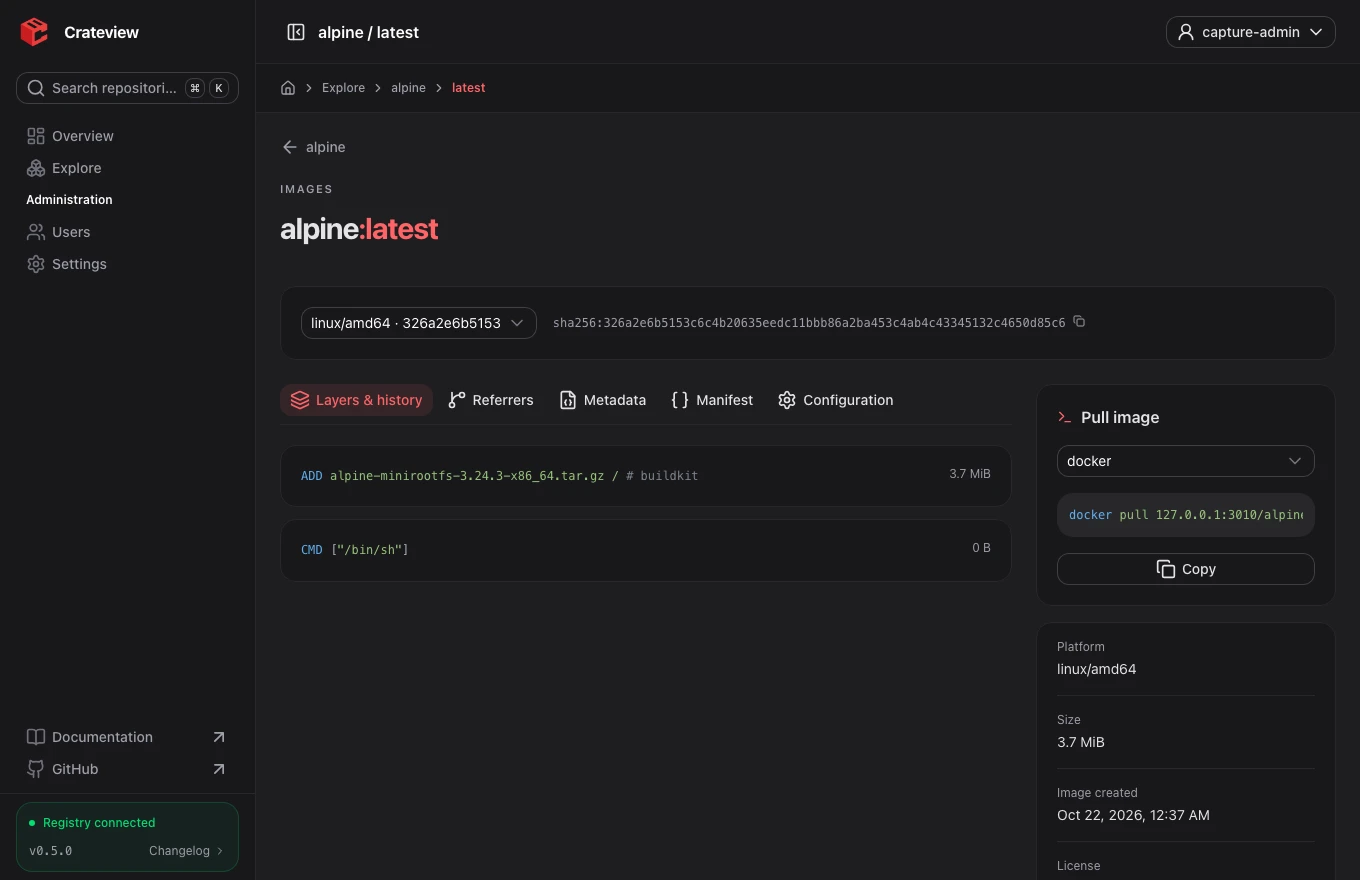 Crateview
Search repositori... ⌘ K
Overview
Explore
Administration
Users
Settings
Documentation
GitHub
Registry connected
v0.5.0 Changelog
alpine / latest
capture-admin
Explore alpine latest
alpine
IMAGES
alpine:latest
linux/amd64 · 326a2e6b5153 sha256:326a2e6b5153c6c4b20635eedc11bbb86a2ba453c4ab4c43345132c4650d85c6
Layers & history Referrers Metadata Manifest Configuration
ADD alpine-minirootfs-3.24.3-x86_64.tar.gz / # buildkit 3.7 MiB
CMD ["/bin/sh"] 0 B
Pull image
docker
docker pull 127.0.0.1:3010/alpine
Copy
Platform
linux/amd64
Size
3.7 MiB
Image created
Oct 22, 2026, 12:37 AM
License